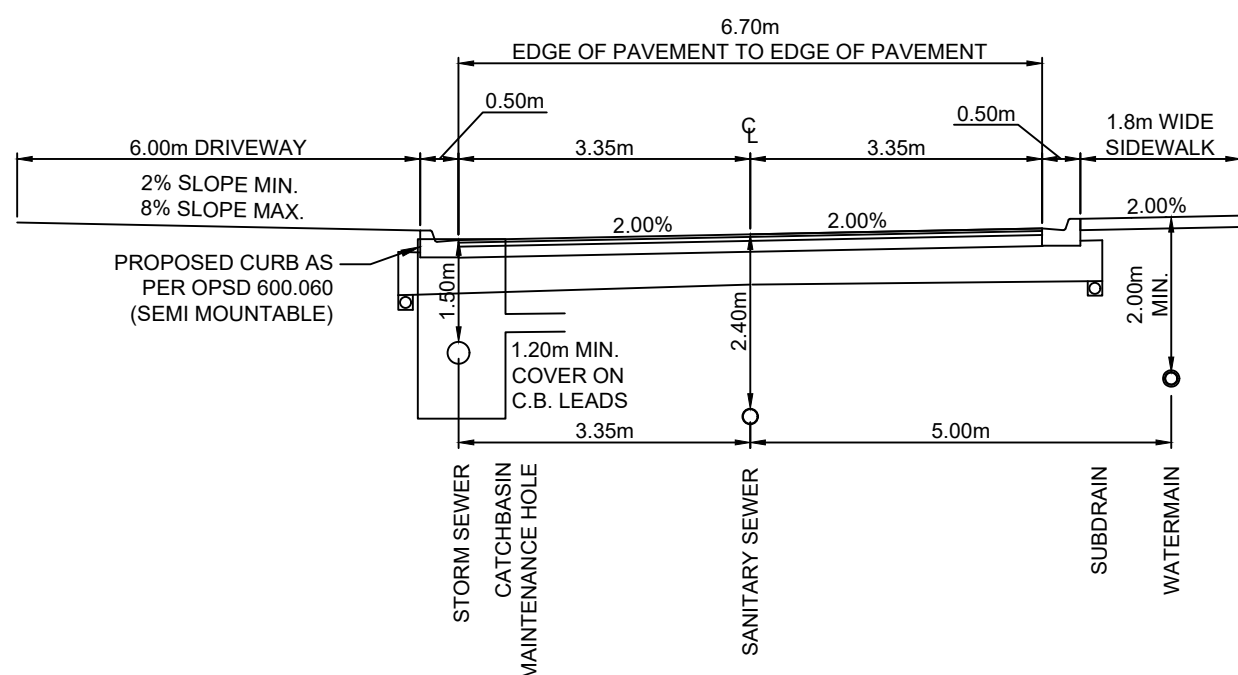 6.70m
EDGE OF PAVEMENT TO EDGE OF PAVEMENT
0.50m
℄
0.50m
1.8m WIDE
SIDEWALK
6.00m DRIVEWAY
3.35m
3.35m
2% SLOPE MIN.
8% SLOPE MAX.
2.00%
2.00%
2.00%
PROPOSED CURB AS
PER OPSD 600.060
(SEMI MOUNTABLE)
1.50m
2.40m
2.00m
MIN.
1.20m MIN.
COVER ON
C.B. LEADS
3.35m
5.00m
STORM SEWER
CATCHBASIN
MAINTENANCE HOLE
SANITARY SEWER
SUBDRAIN
WATERMAIN